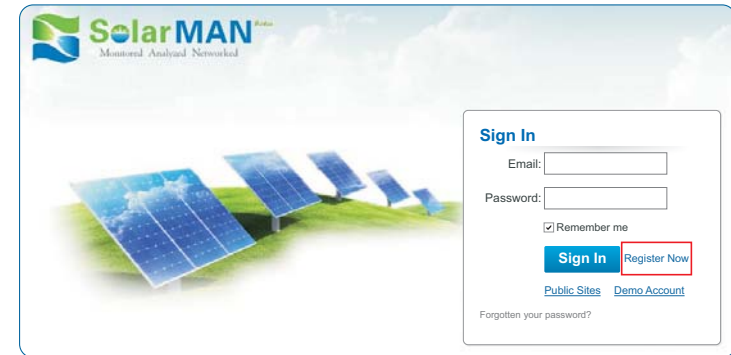 SolarMAN Beta
Monitored Analyzed Networked
Sign In
Email:
Password:
Remember me
Sign In Register Now
Public Sites Demo Account
Forgotten your password?